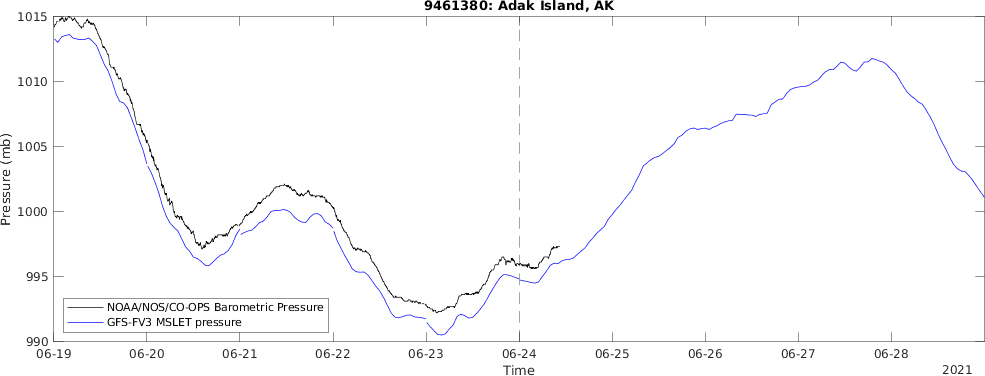 9461380: Adak Island, AK
Pressure (mb)
1015
1010
1005
1000
995
990
NOAA/NOS/CO-OPS Barometric Pressure
GFS-FV3 MSLET pressure
06-19 06-20 06-21 06-22 06-23 06-24 06-25 06-26 06-27 06-28
Time
2021